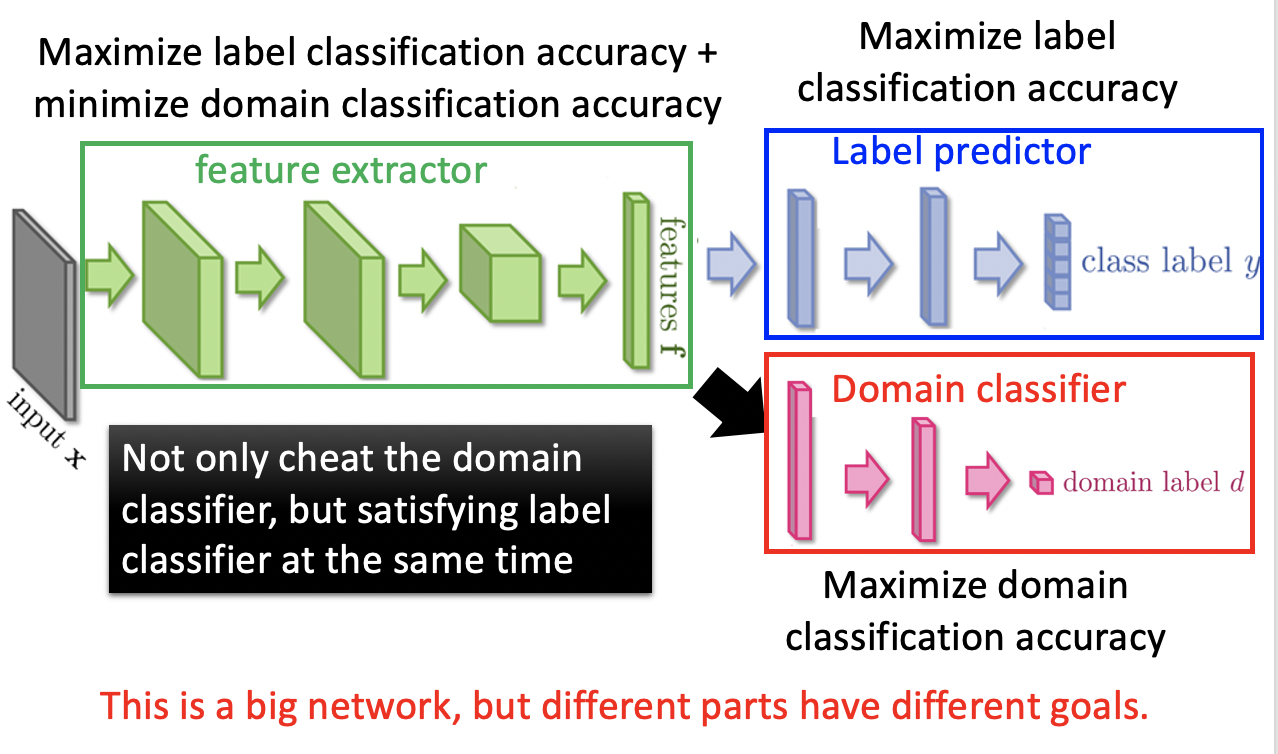 Maximize label classification accuracy +
minimize domain classification accuracy
Maximize label
classification accuracy
feature extractor
input x
features f
Label predictor
class label y
Domain classifier
domain label d
Not only cheat the domain
classifier, but satisfying label
classifier at the same time
Maximize domain
classification accuracy
This is a big network, but different parts have different goals.